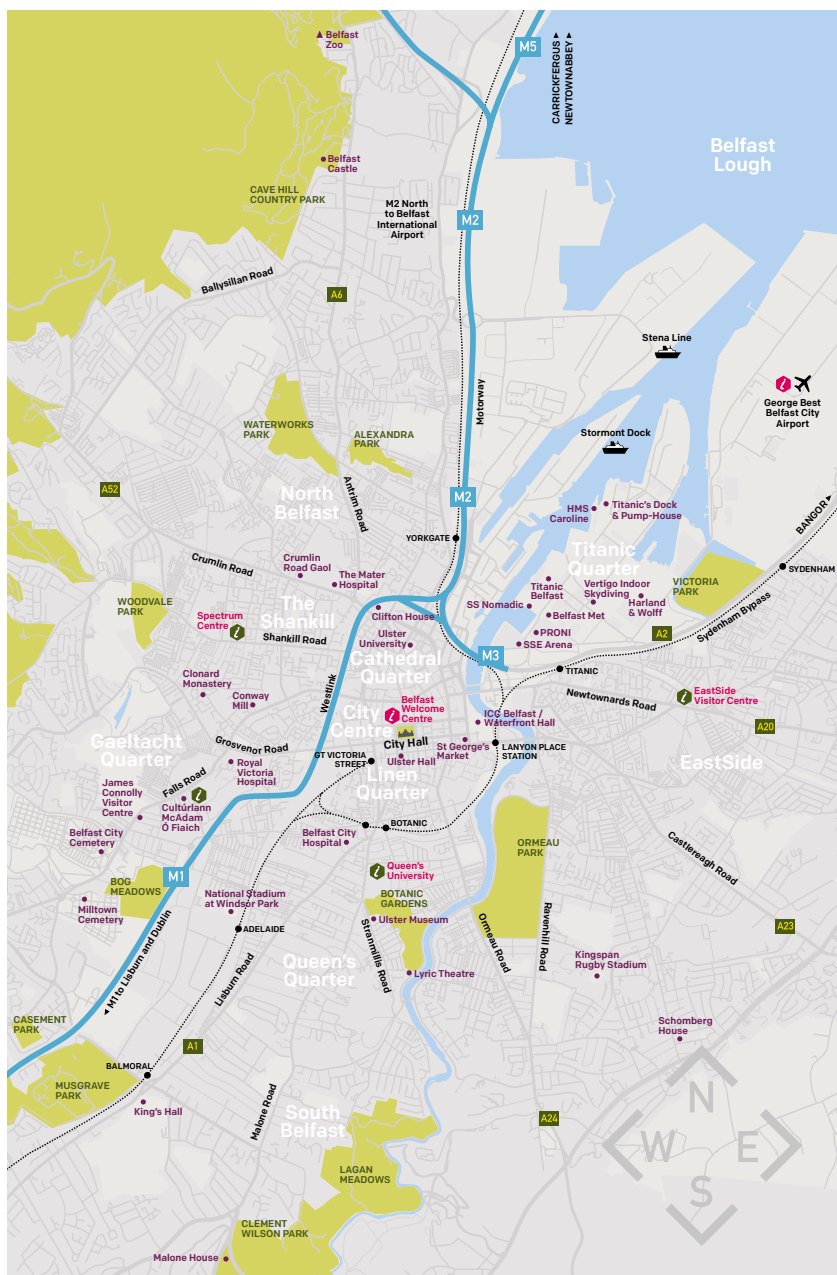 Belfast
Zoo
M5
CARRICKFERGUS
NEWTOWNABBEY
Belfast
Lough
Belfast
Castle
CAVE HILL
COUNTRY PARK
M2 North
to Belfast
International
Airport
M2
Ballysillan Road
A6
Stena Line
Motorway
George Best
Belfast City
Airport
WATERWORKS
PARK
ALEXANDRA
PARK
Stormont Dock
A52
North
Belfast
Antrim Road
M2
HMS
Caroline
Titanic's Dock
& Pump-House
BANGOR
YORKGATE
Crumlin Road
Crumlin
Road Gaol
The Mater
Hospital
Titanic
Quarter
SYDENHAM
VICTORIA
PARK
Titanic
Belfast
Vertigo Indoor
Skydiving
Harland
& Wolff
WOODVALE
PARK
The
Shankill
SS Nomadic
Belfast Met
Clifton House
Spectrum
Centre
Shankill Road
Sydenham Bypass
PRONI
A2
Ulster
University
SSE Arena
Cathedral
Quarter
M3
TITANIC
Clonard
Monastery
Conway
Mill
Westlink
Newtownards Road
EastSide
Visitor Centre
Belfast
Welcome
Centre
City
Centre
ICC Belfast /
Waterfront Hall
A20
Gaeltacht
Quarter
Grosvenor Road
City Hall
St George's
Market
LANYON PLACE
STATION
GT VICTORIA
STREET
Ulster Hall
EastSide
Royal
Victoria
Hospital
Linen
Quarter
Falls Road
James
Connolly
Visitor
Centre
Cultúrlann
McAdam
Ó Fiaich
BOTANIC
Belfast City
Cemetery
Belfast City
Hospital
ORMEAU
PARK
Castlereagh Road
Queen's
University
M1
BOG
MEADOWS
BOTANIC
GARDENS
National Stadium
at Windsor Park
Milltown
Cemetery
Ulster Museum
ADELAIDE
A23
Ormeau Road
Ravenhill Road
Stranmillis Road
Queen's
Quarter
M1 to Lisburn and Dublin
Lisburn Road
Lyric Theatre
Kingspan
Rugby Stadium
CASEMENT
PARK
Schomberg
House
A1
BALMORAL
MUSGRAVE
PARK
King's Hall
Malone Road
South
Belfast
A24
N
W
E
S
LAGAN
MEADOWS
CLEMENT
WILSON PARK
Malone House